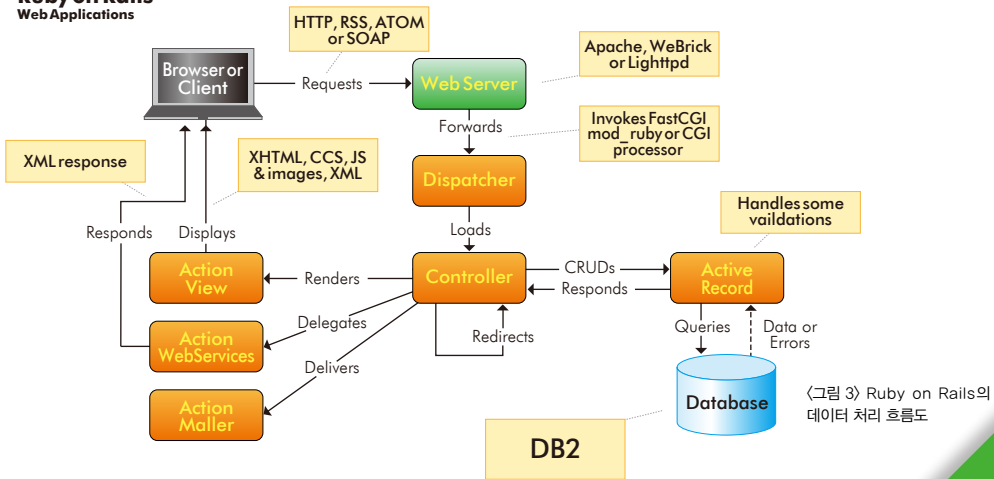 Ruby on Rails
Web Applications
HTTP, RSS, ATOM
or SOAP
Apache, WeBrick
or Lighttpd
Browser or
Client
Requests
Web Server
Forwards
Invokes FastCGI
mod_ruby or CGI
processor
XML response
XHTML, CCS, JS
& images, XML
Dispatcher
Handles some
vaildations
Responds
Displays
Loads
Action
View
Renders
Controller
CRUDs
Responds
Active
Record
Delegates
Redirects
Queries
Data or
Errors
Action
WebServices
Delivers
Action
Maller
Database
DB2
〈그림 3〉 Ruby on Rails의
데이터 처리 흐름도